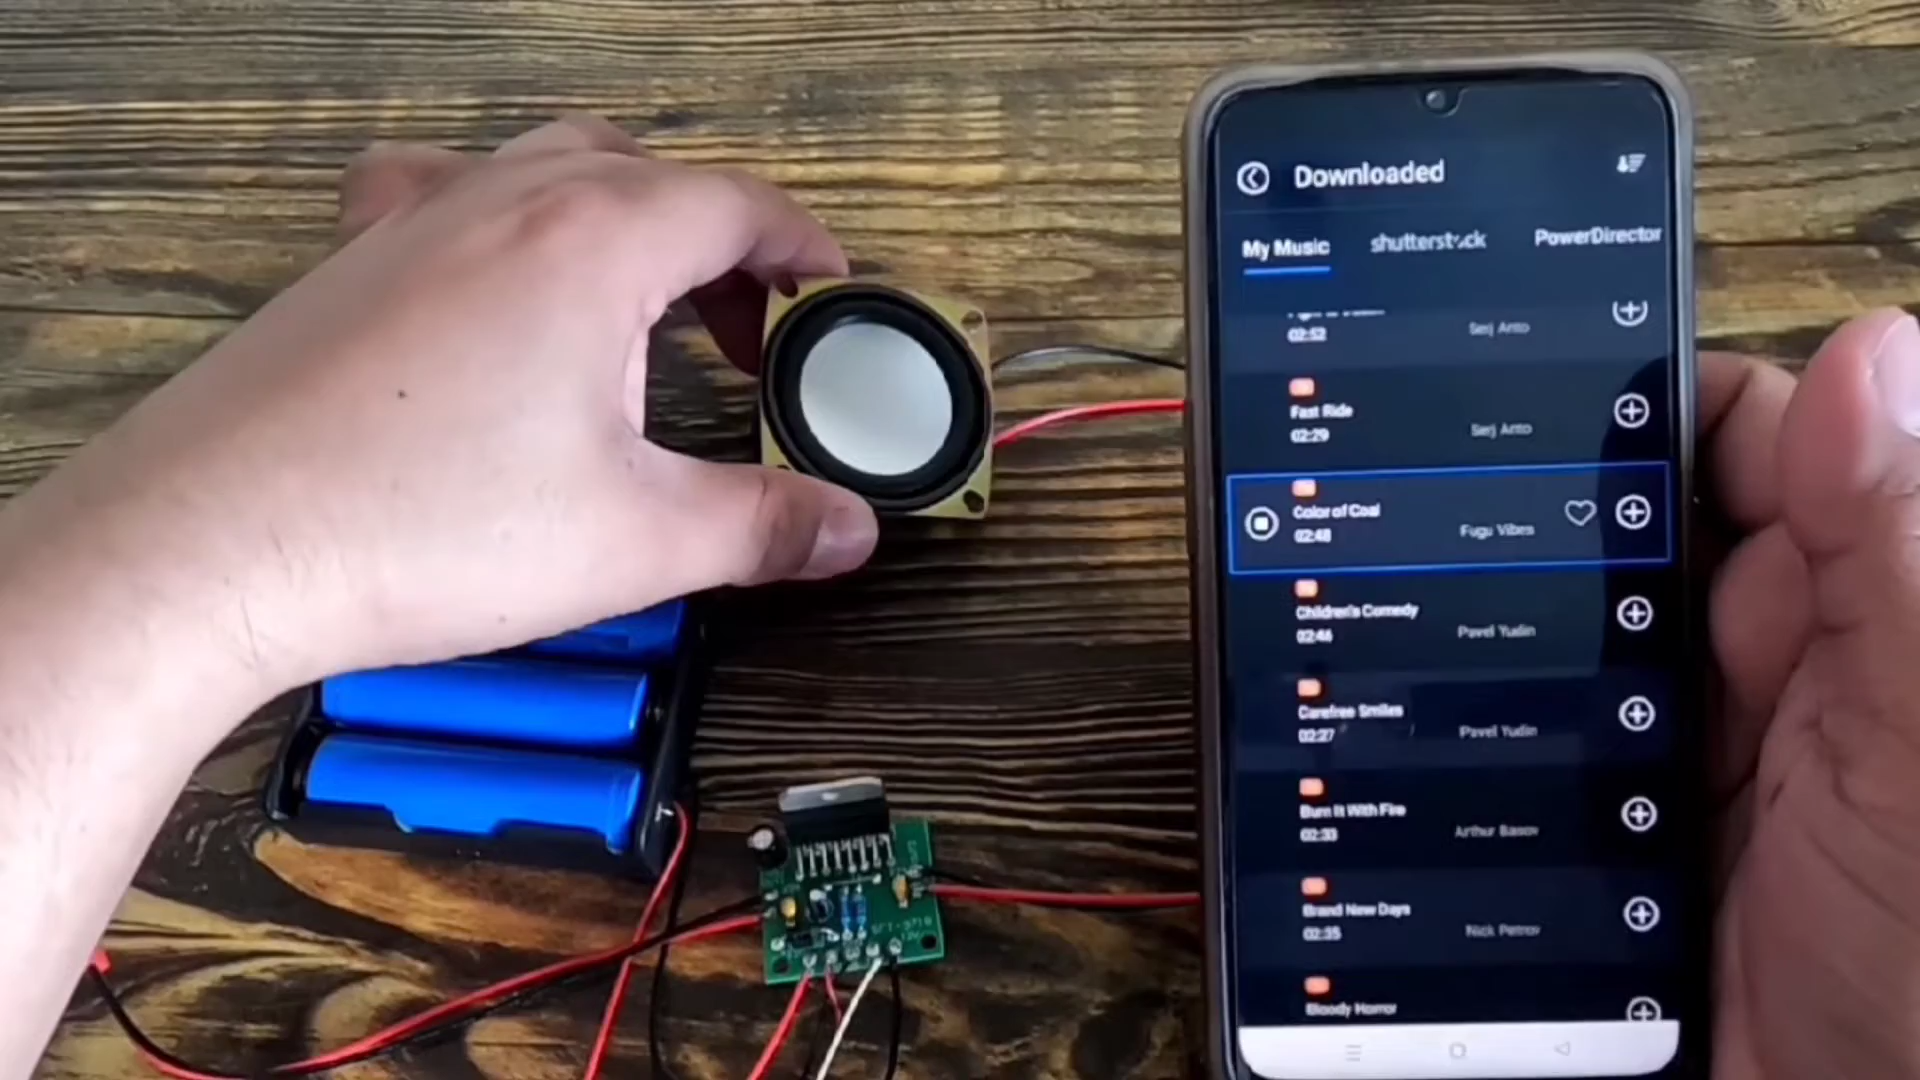 Downloaded
My Music shutterstock PowerDirector
02:52 Serj Anto
Fast Ride
02:29 Serj Anto
Color of Coal
02:48 Fugu Vibes
Children's Comedy
02:44 Pavel Yudin
Carefree Smiles
02:27 Pavel Yudin
Burn It With Fire
02:33 Arthur Basov
Brand New Days
02:35 Nick Petrov
Bloody Horror